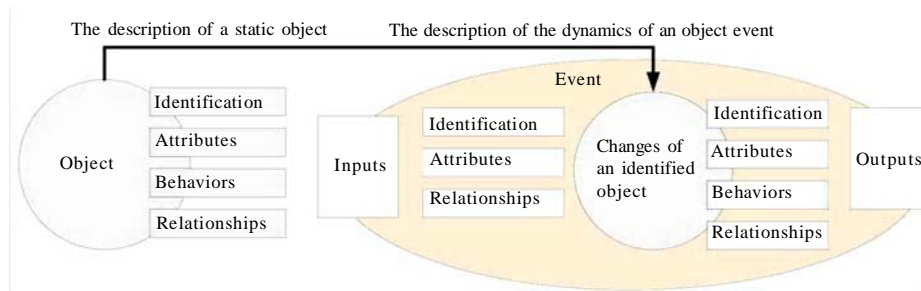 The description of a static object
The description of the dynamics of an object event
Object
Identification
Attributes
Behaviors
Relationships
Event
Inputs
Identification
Attributes
Relationships
Changes of
an identified
object
Identification
Attributes
Behaviors
Relationships
Outputs